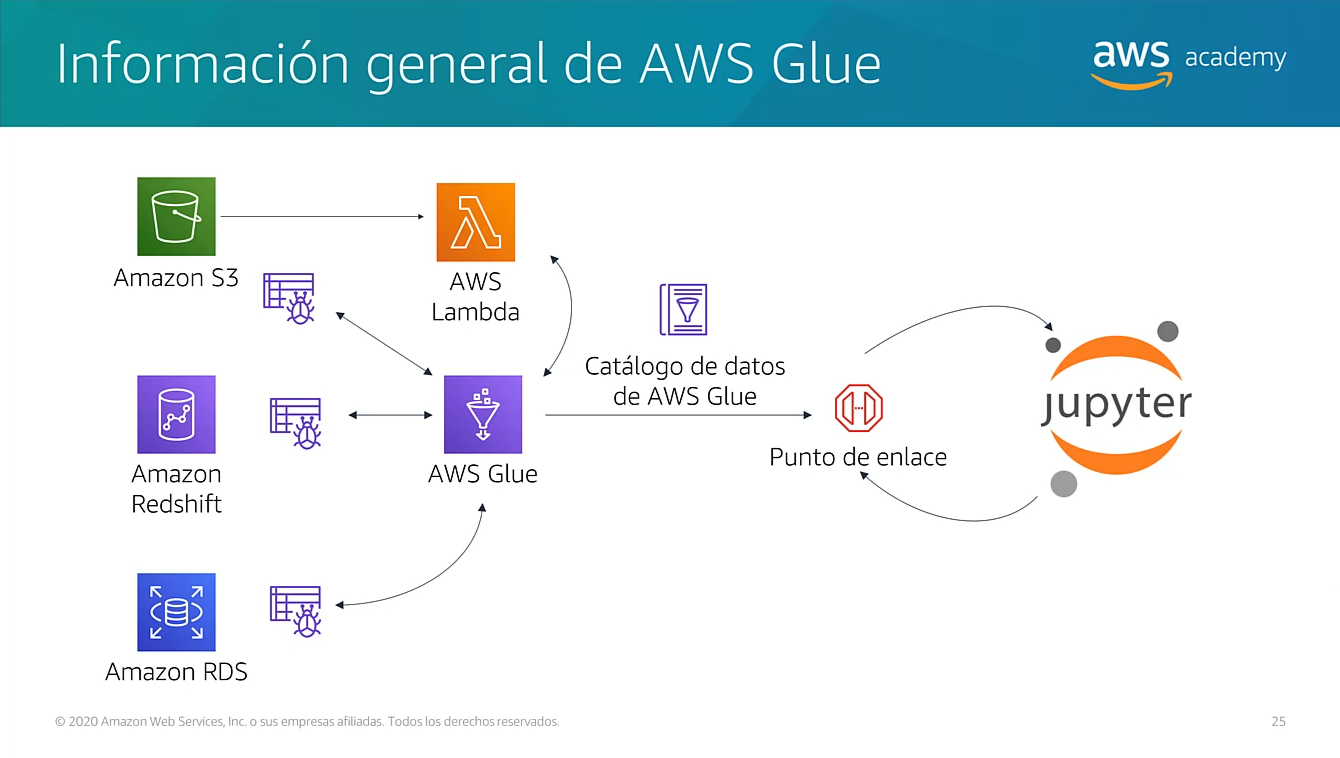 Información general de AWS Glue
aws academy
Amazon S3
AWS
Lambda
Catálogo de datos
de AWS Glue
jupyter
Punto de enlace
Amazon
Redshift
AWS Glue
Amazon RDS
© 2020 Amazon Web Services, Inc. o sus empresas afiliadas. Todos los derechos reservados.
25